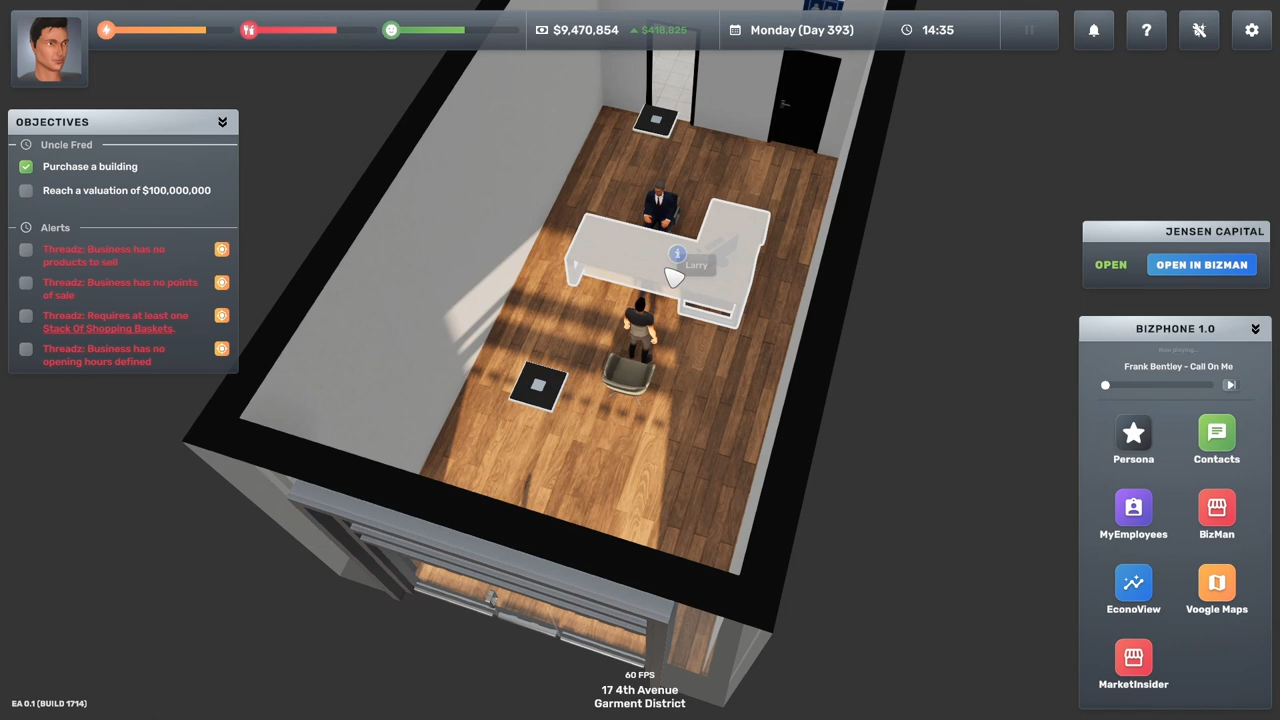 $9,470,854
$418,825
Monday (Day 393)
14:35
?
OBJECTIVES
Uncle Fred
Purchase a building
Reach a valuation of $100,000,000
Alerts
Threadz: Business has no
products to sell
Threadz: Business has no points
of sale
Threadz: Requires at least one
Stack Of Shopping Baskets.
Threadz: Business has no
opening hours defined
Larry
JENSEN CAPITAL
OPEN
OPEN IN BIZMAN
BIZPHONE 1.0
Now playing...
Frank Bentley - Call On Me
Persona
Contacts
MyEmployees
BizMan
EconoView
Voogle Maps
MarketInsider
60 FPS
17 4th Avenue
Garment District
EA 0.1 (BUILD 1714)